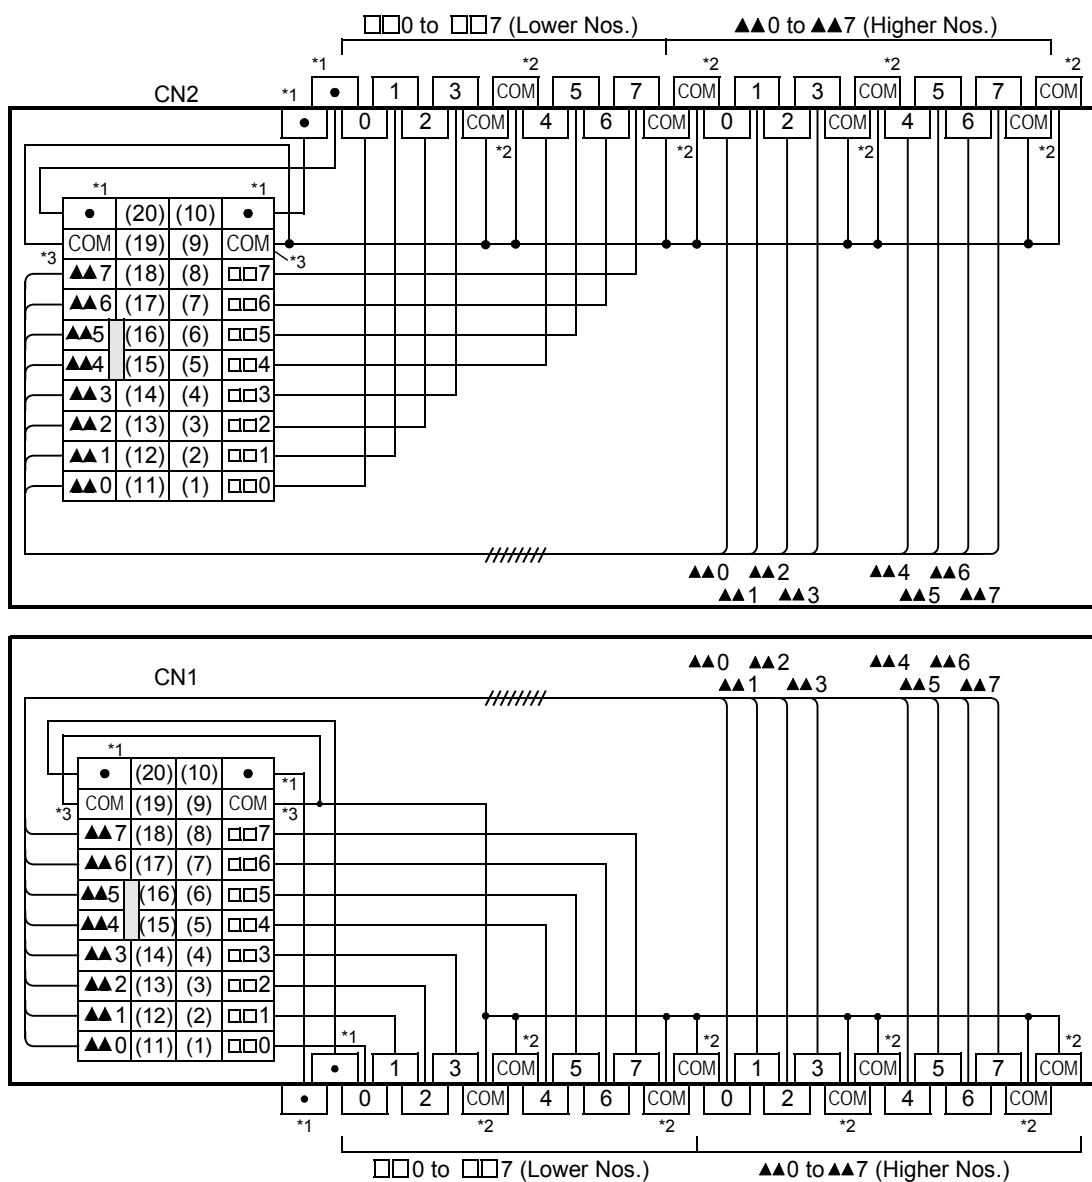 □□0 to □□7 (Lower Nos.) ▲▲0 to ▲▲7 (Higher Nos.)
*1 *2 *2 *2 *2
CN2 *1 • 1 3 COM 5 7 COM 1 3 COM 5 7 COM
• 0 2 COM 4 6 COM 0 2 COM 4 6 COM
*2 *2 *2 *2
*1 *1
• (20) (10) •
COM (19) (9) COM
*3 *3
▲▲7 (18) (8) □□7
▲▲6 (17) (7) □□6
▲▲5 (16) (6) □□5
▲▲4 (15) (5) □□4
▲▲3 (14) (4) □□3
▲▲2 (13) (3) □□2
▲▲1 (12) (2) □□1
▲▲0 (11) (1) □□0
▲▲0 ▲▲2 ▲▲4 ▲▲6
▲▲1 ▲▲3 ▲▲5 ▲▲7
CN1 ▲▲0 ▲▲2 ▲▲4 ▲▲6
▲▲1 ▲▲3 ▲▲5 ▲▲7
*1
• (20) (10) •
*1
COM (19) (9) COM
*3 *3
▲▲7 (18) (8) □□7
▲▲6 (17) (7) □□6
▲▲5 (16) (6) □□5
▲▲4 (15) (5) □□4
▲▲3 (14) (4) □□3
▲▲2 (13) (3) □□2
▲▲1 (12) (2) □□1
▲▲0 (11) (1) □□0
*1 *2 *2 *2 *2
• 1 3 COM 5 7 COM 1 3 COM 5 7 COM
• 0 2 COM 4 6 COM 0 2 COM 4 6 COM
*1 *2 *2 *2 *2
□□0 to □□7 (Lower Nos.) ▲▲0 to ▲▲7 (Higher Nos.)